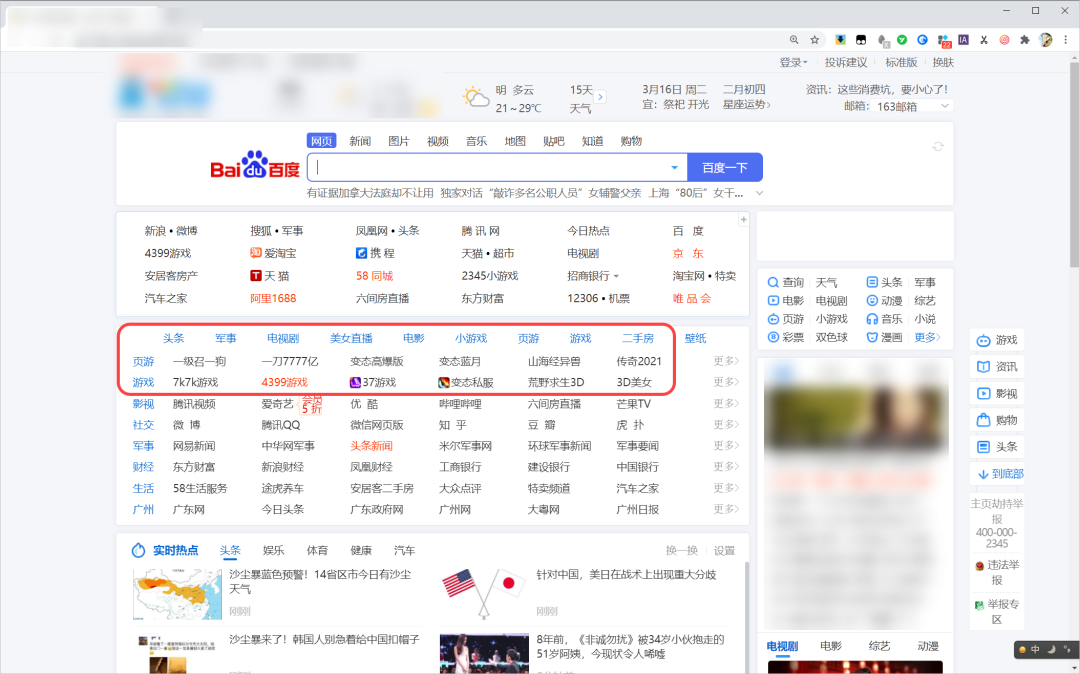 登录 投诉建议 标准版 换肤
明 多云
21～29℃
15天
天气
3月16日 周二
宜：祭祀 开光
二月初四
星座运势
资讯：这些消费坑，要小心了！
邮箱： 163邮箱
网页 新闻 图片 视频 音乐 地图 贴吧 知道 购物
Bai du 百度
百度一下
有证据加拿大法庭却不让用 独家对话 “敲诈多名公职人员” 女辅警父亲 上海 “80后” 女干...
新浪 • 微博 搜狐 • 军事 凤凰网 • 头条 腾 讯 网 今日热点 百 度
4399游戏 爱淘宝 携 程 天猫 • 超市 电视剧 京 东
安居客房产 天 猫 58 同城 2345小游戏 招商银行 淘宝网 • 特卖
汽车之家 阿里1688 六间房直播 东方财富 12306 • 机票 唯 品 会
头条 军事 电视剧 美女直播 电影 小游戏 页游 游戏 二手房 壁纸
页游 一级召一狗 一刀7777亿 变态高爆版 变态蓝月 山海经异兽 传奇2021 更多
游戏 7k7k游戏 4399游戏 37游戏 变态私服 荒野求生3D 3D美女 更多
影视 腾讯视频 爱奇艺 会员 5 折 优 酷 哔哩哔哩 六间房直播 芒果TV 更多
社交 微 博 腾讯QQ 微信网页版 知 乎 豆 瓣 虎 扑 更多
军事 网易新闻 中华网军事 头条新闻 米尔军事网 环球军事新闻 军事要闻 更多
财经 东方财富 新浪财经 凤凰财经 工商银行 建设银行 中国银行 更多
生活 58生活服务 途虎养车 安居客二手房 大众点评 特卖频道 汽车之家 更多
广州 广东网 今日头条 广东政府网 广州网 大粤网 广州日报 更多
查询 天气 头条 军事
电影 电视剧 动漫 综艺
页游 小游戏 音乐 小说
彩票 双色球 漫画 更多
实时热点 头条 娱乐 体育 健康 汽车 换一换 设置
沙尘暴蓝色预警！14省区市今日有沙尘
天气
刚刚
针对中国，美日在战术上出现重大分歧
刚刚
沙尘暴来了！韩国人别急着给中国扣帽子
8年前，《非诚勿扰》被34岁小伙抱走的
51岁阿姨，今现状令人唏嘘
电视剧 电影 综艺 动漫
游戏
资讯
影视
购物
头条
到底部
主页劫持举
报
400-000-
2345
违法举
报
举报专
区
中
22
IA